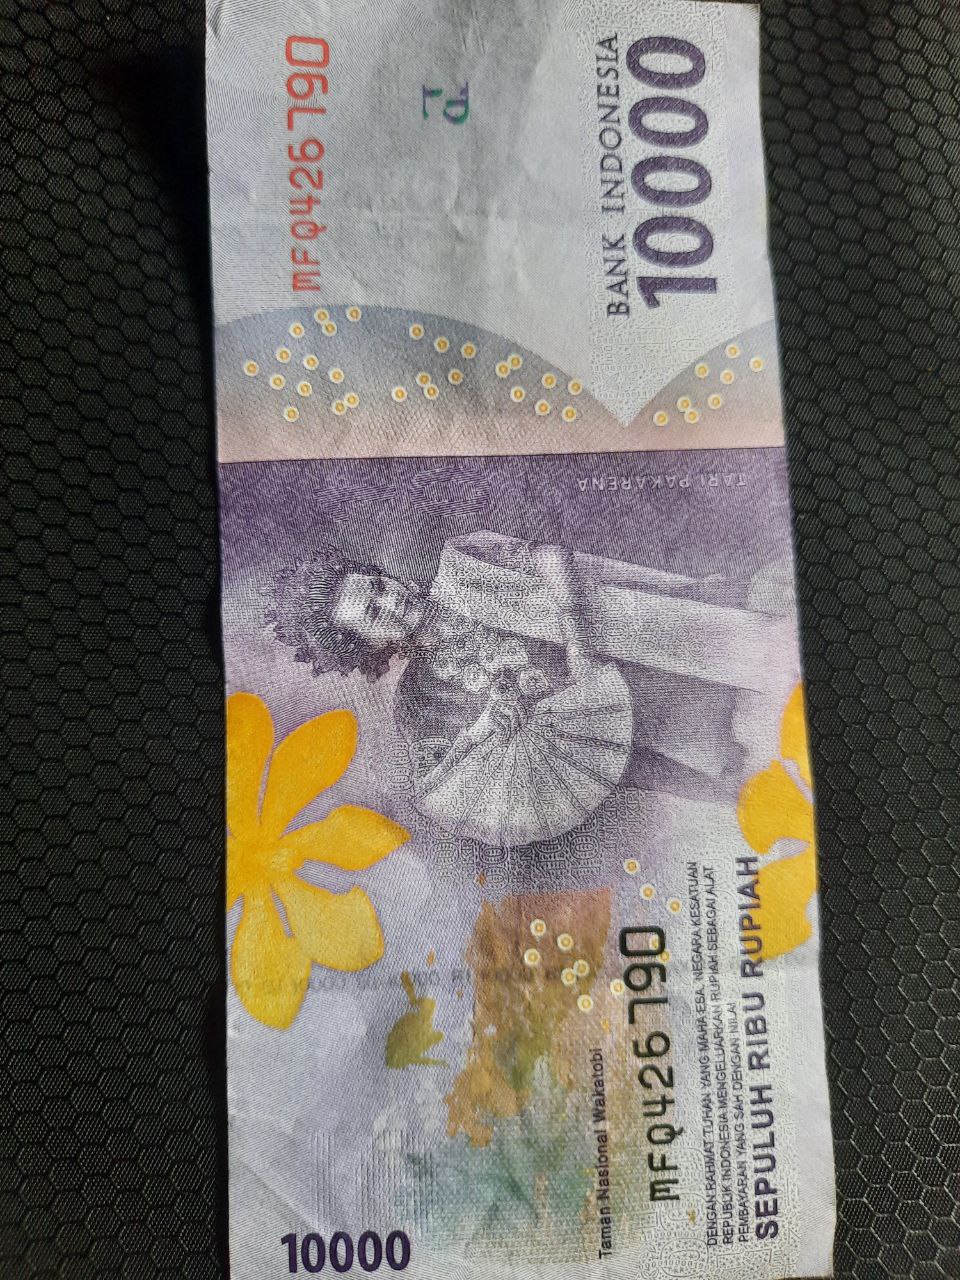 MFQ426790
BANK INDONESIA
10000
TARI PAKARENA
Taman Nasional Wakatobi
MFQ426790
DENGAN RAHMAT TUHAN YANG MAHA ESA, NEGARA KESATUAN
REPUBLIK INDONESIA MENGELUARKAN RUPIAH SEBAGAI ALAT
PEMBAYARAN YANG SAH DENGAN NILAI
SEPULUH RIBU RUPIAH
10000